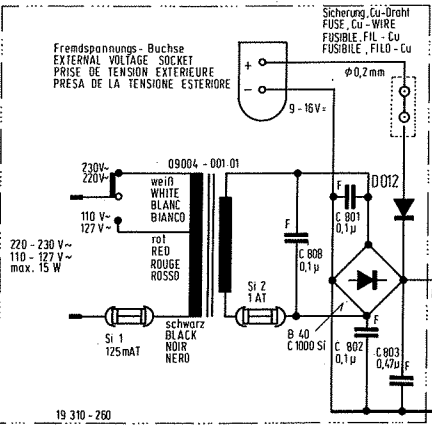 Sicherung, Cu-Draht
FUSE, Cu - WIRE
FUSIBLE, FIL - Cu
FUSIBILE, FILO - Cu
Fremdspannungs - Buchse
EXTERNAL VOLTAGE SOCKET
PRISE DE TENSION EXTERIEURE
PRESA DE LA TENSIONE ESTERIORE
+
-
ø 0,2mm
9 - 16V=
09004 - 001.01
230V~
220V~
weiß
WHITE
BLANC
BIANCO
110 V~
127 V~
rot
RED
ROUGE
ROSSO
220 - 230 V~
110 - 127 V~
max. 15 W
F
C 801
0,1µ
D012
F
C 808
0,1µ
Si 2
1 AT
Si 1
125mAT
schwarz
BLACK
NOIR
NERO
B 40
C 1000 Si
F
C 802
0,1µ
F
C 803
0,47µ
19 310 - 260